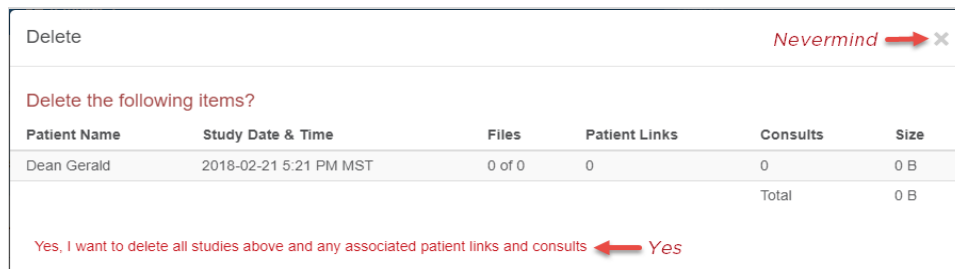 Delete
Nevermind
Delete the following items?
Patient Name Study Date & Time Files Patient Links Consults Size
Dean Gerald 2018-02-21 5:21 PM MST 0 of 0 0 0 0 B
Total 0 B
Yes, I want to delete all studies above and any associated patient links and consults Yes